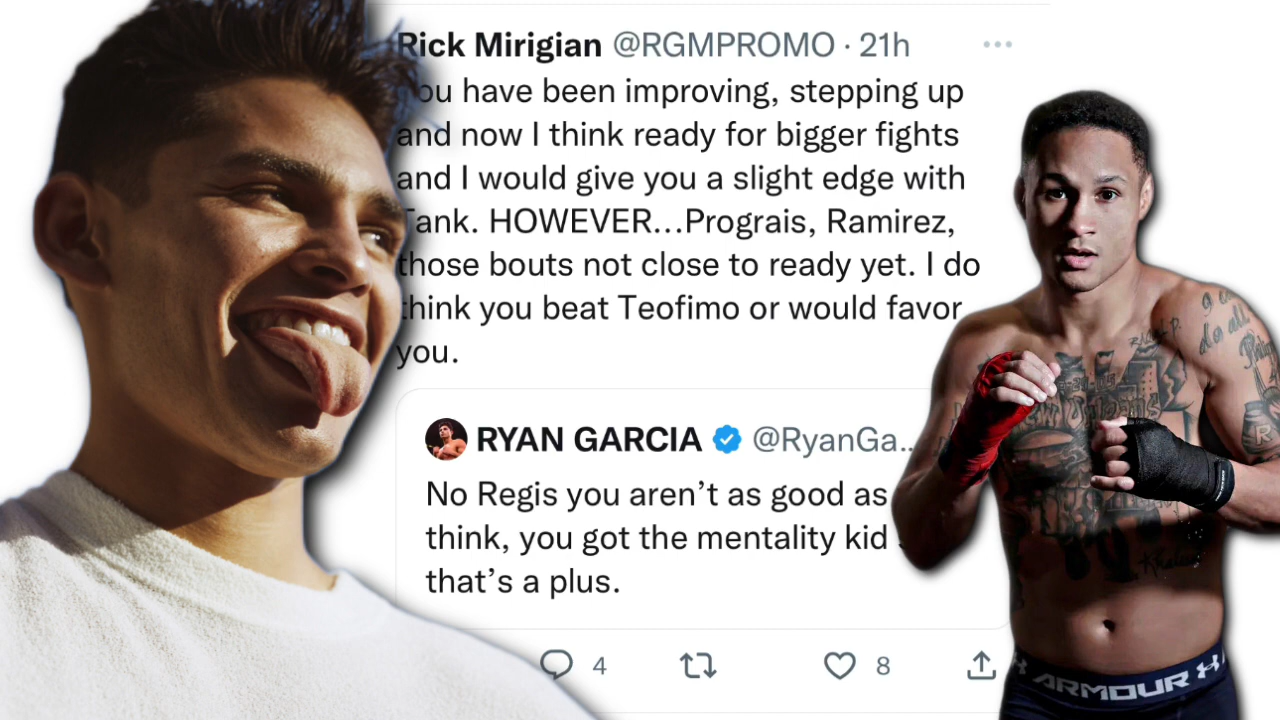 Rick Mirigian @RGMPROMO · 21h
You have been improving, stepping up
and now I think ready for bigger fights
and I would give you a slight edge with
Tank. HOWEVER...Prograis, Ramirez,
those bouts not close to ready yet. I do
think you beat Teofimo or would favor
you.
RYAN GARCIA @RyanGa..
No Regis you aren't as good as
think, you got the mentality kid
that's a plus.
4
8
R
ARMOUR